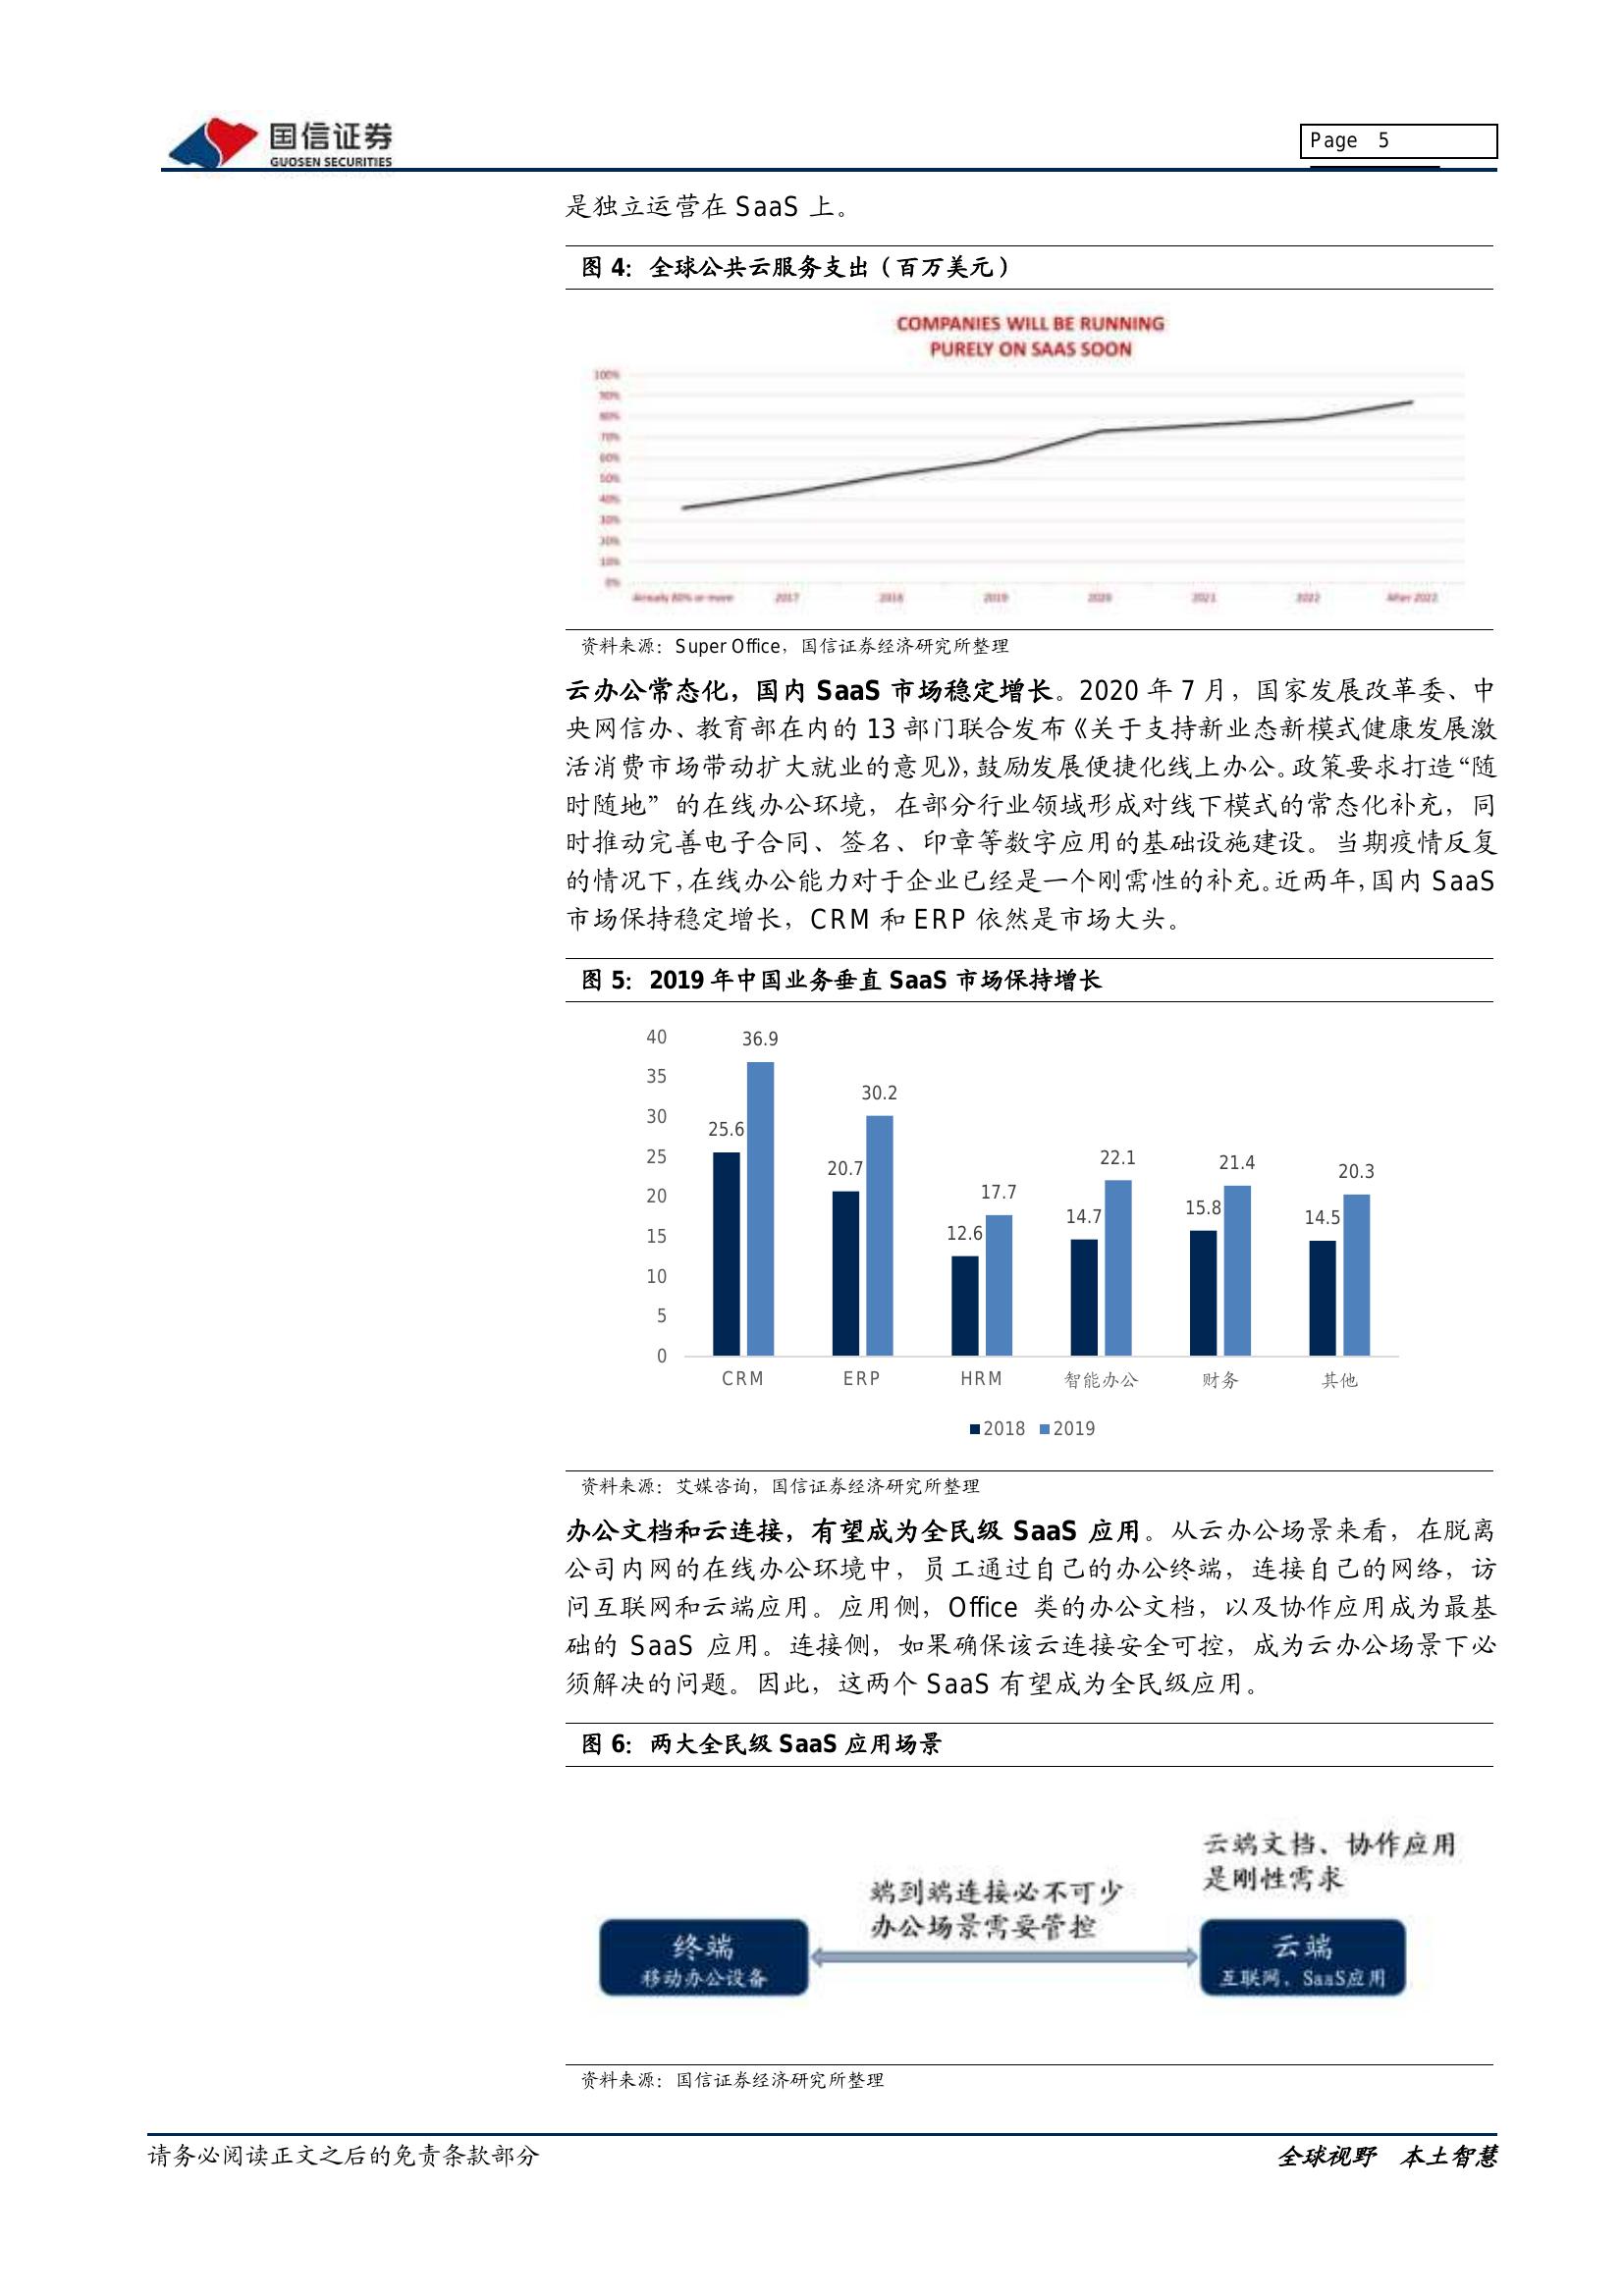 国信证券
GUOSEN SECURITIES
Page 5
是独立运营在 SaaS 上。
图 4：全球公共云服务支出（百万美元）
COMPANIES WILL BE RUNNING
PURELY ON SAAS SOON
100%
90%
80%
70%
60%
50%
40%
30%
20%
10%
0%
Already 80% or more 2017 2018 2019 2020 2021 2022 After 2022
资料来源：Super Office，国信证券经济研究所整理
云办公常态化，国内 SaaS 市场稳定增长。2020 年 7 月，国家发展改革委、中
央网信办、教育部在内的 13 部门联合发布《关于支持新业态新模式健康发展激
活消费市场带动扩大就业的意见》，鼓励发展便捷化线上办公。政策要求打造“随
时随地”的在线办公环境，在部分行业领域形成对线下模式的常态化补充，同
时推动完善电子合同、签名、印章等数字应用的基础设施建设。当期疫情反复
的情况下，在线办公能力对于企业已经是一个刚需性的补充。近两年，国内 SaaS
市场保持稳定增长，CRM 和 ERP 依然是市场大头。
图 5：2019 年中国业务垂直 SaaS 市场保持增长
40
35
30
25
20
15
10
5
0
25.6 36.9 20.7 30.2 12.6 17.7 14.7 22.1 15.8 21.4 14.5 20.3
CRM ERP HRM 智能办公 财务 其他
2018 2019
资料来源：艾媒咨询，国信证券经济研究所整理
办公文档和云连接，有望成为全民级 SaaS 应用。从云办公场景来看，在脱离
公司内网的在线办公环境中，员工通过自己的办公终端，连接自己的网络，访
问互联网和云端应用。应用侧，Office 类的办公文档，以及协作应用成为最基
础的 SaaS 应用。连接侧，如果确保该云连接安全可控，成为云办公场景下必
须解决的问题。因此，这两个 SaaS 有望成为全民级应用。
图 6：两大全民级 SaaS 应用场景
云端文档、协作应用
是刚性需求
端到端连接必不可少
办公场景需要管控
终端
移动办公设备
云端
互联网，SaaS应用
资料来源：国信证券经济研究所整理
请务必阅读正文之后的免责条款部分
全球视野 本土智慧